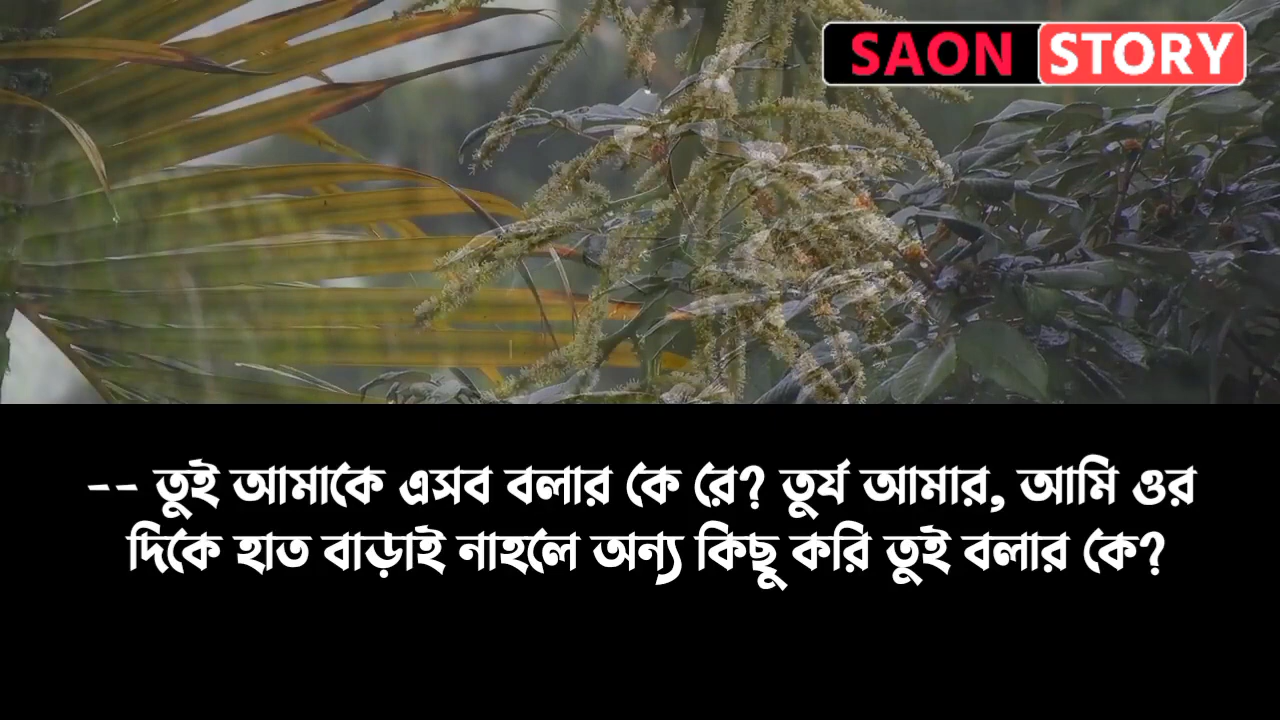 SAON STORY
-- তুই আমাকে এসব বলার কে রে? তুর্য আমার, আমি ওর
দিকে হাত বাড়াই নাহলে অন্য কিছু করি তুই বলার কে?